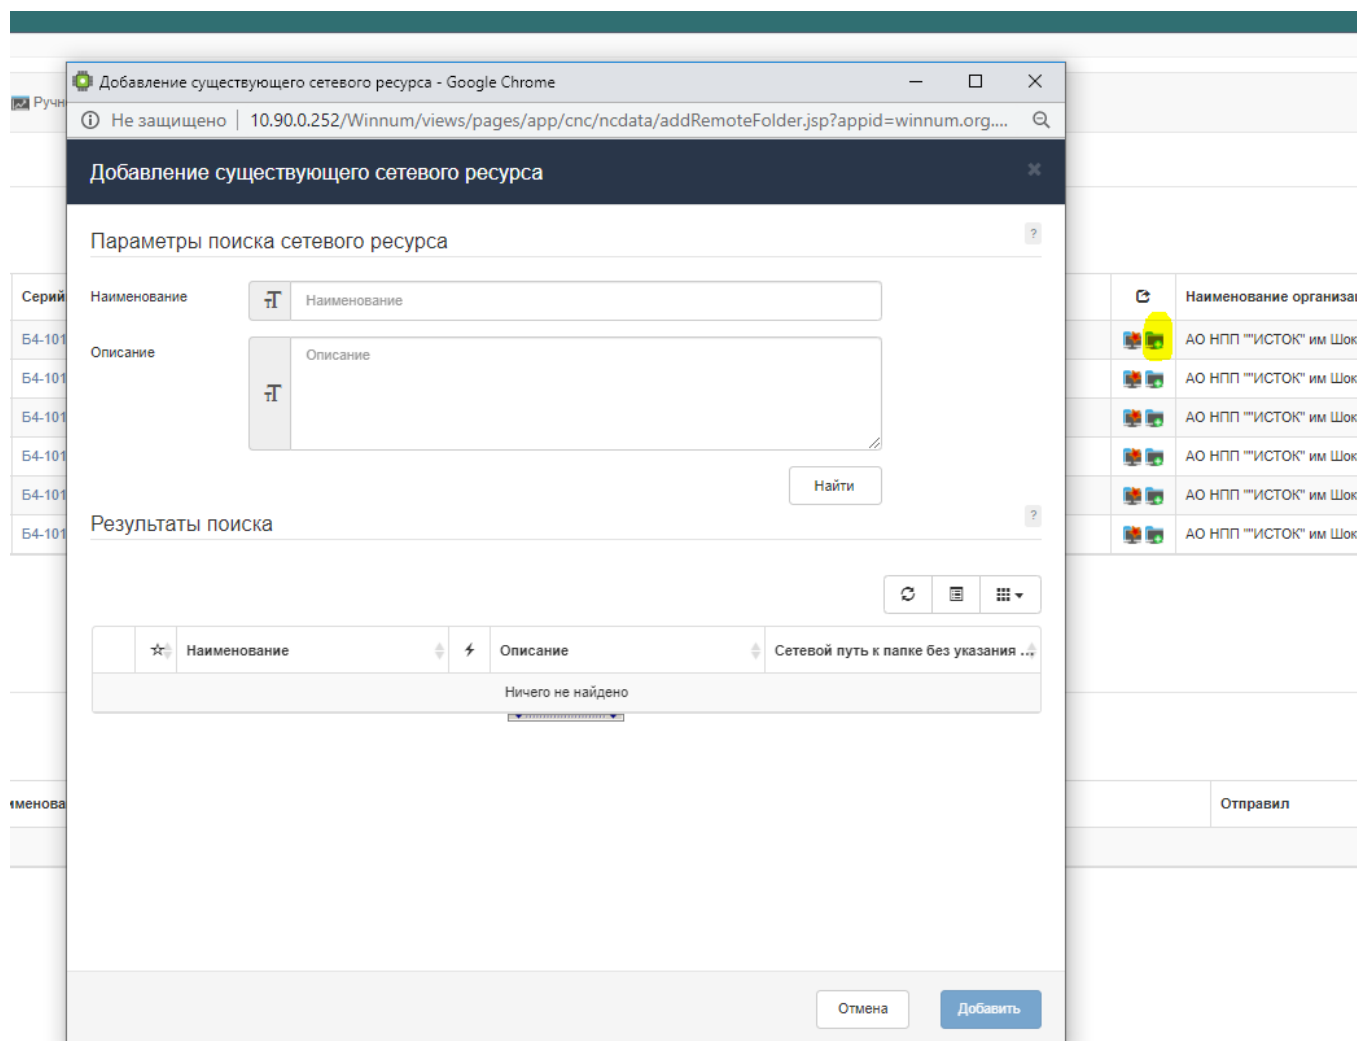 Добавление существующего сетевого ресурса - Google Chrome
Ручн
Не защищено | 10.90.0.252/Winnum/views/pages/app/cnc/ncdata/addRemoteFolder.jsp?appid=winnum.org....
Добавление существующего сетевого ресурса
Параметры поиска сетевого ресурса
?
Серий
Наименование
Наименование
Наименование организа
Б4-101
Описание
Описание
АО НПП ""ИСТОК" им Шок
Б4-101
АО НПП ""ИСТОК" им Шок
Б4-101
АО НПП ""ИСТОК" им Шок
Б4-101
АО НПП ""ИСТОК" им Шок
Найти
Б4-101
АО НПП ""ИСТОК" им Шок
Результаты поиска
?
Б4-101
АО НПП ""ИСТОК" им Шок
Наименование
Описание
Сетевой путь к папке без указания ...
Ничего не найдено
именова
Отправил
Отмена
Добавить